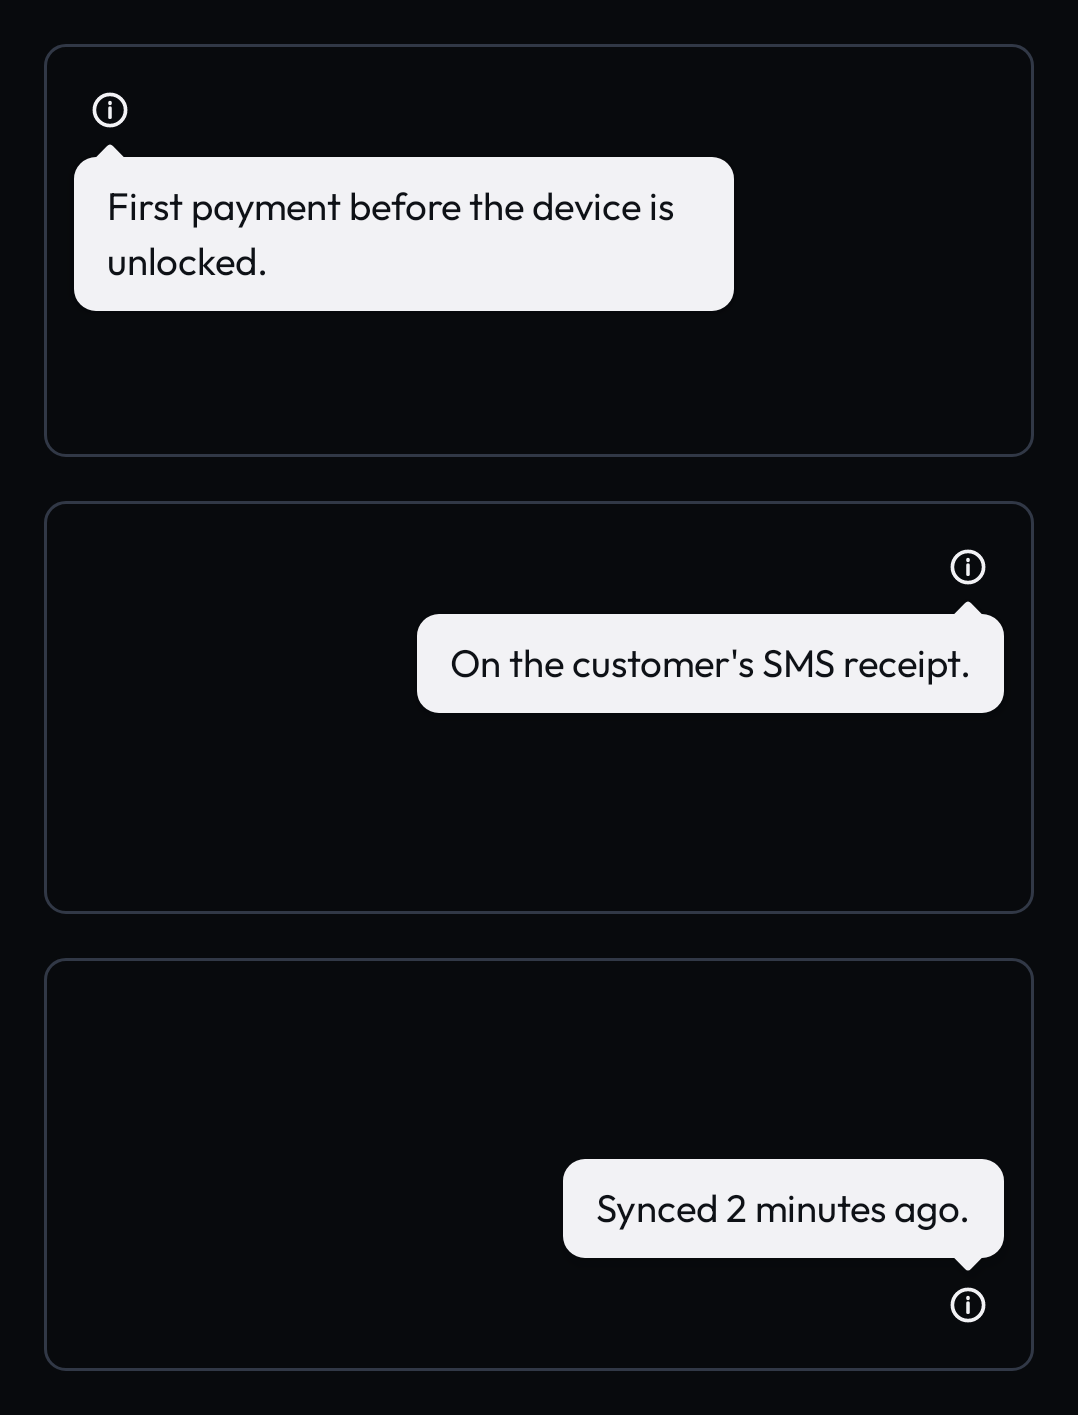 First payment before the device is
unlocked.
On the customer's SMS receipt.
Synced 2 minutes ago.